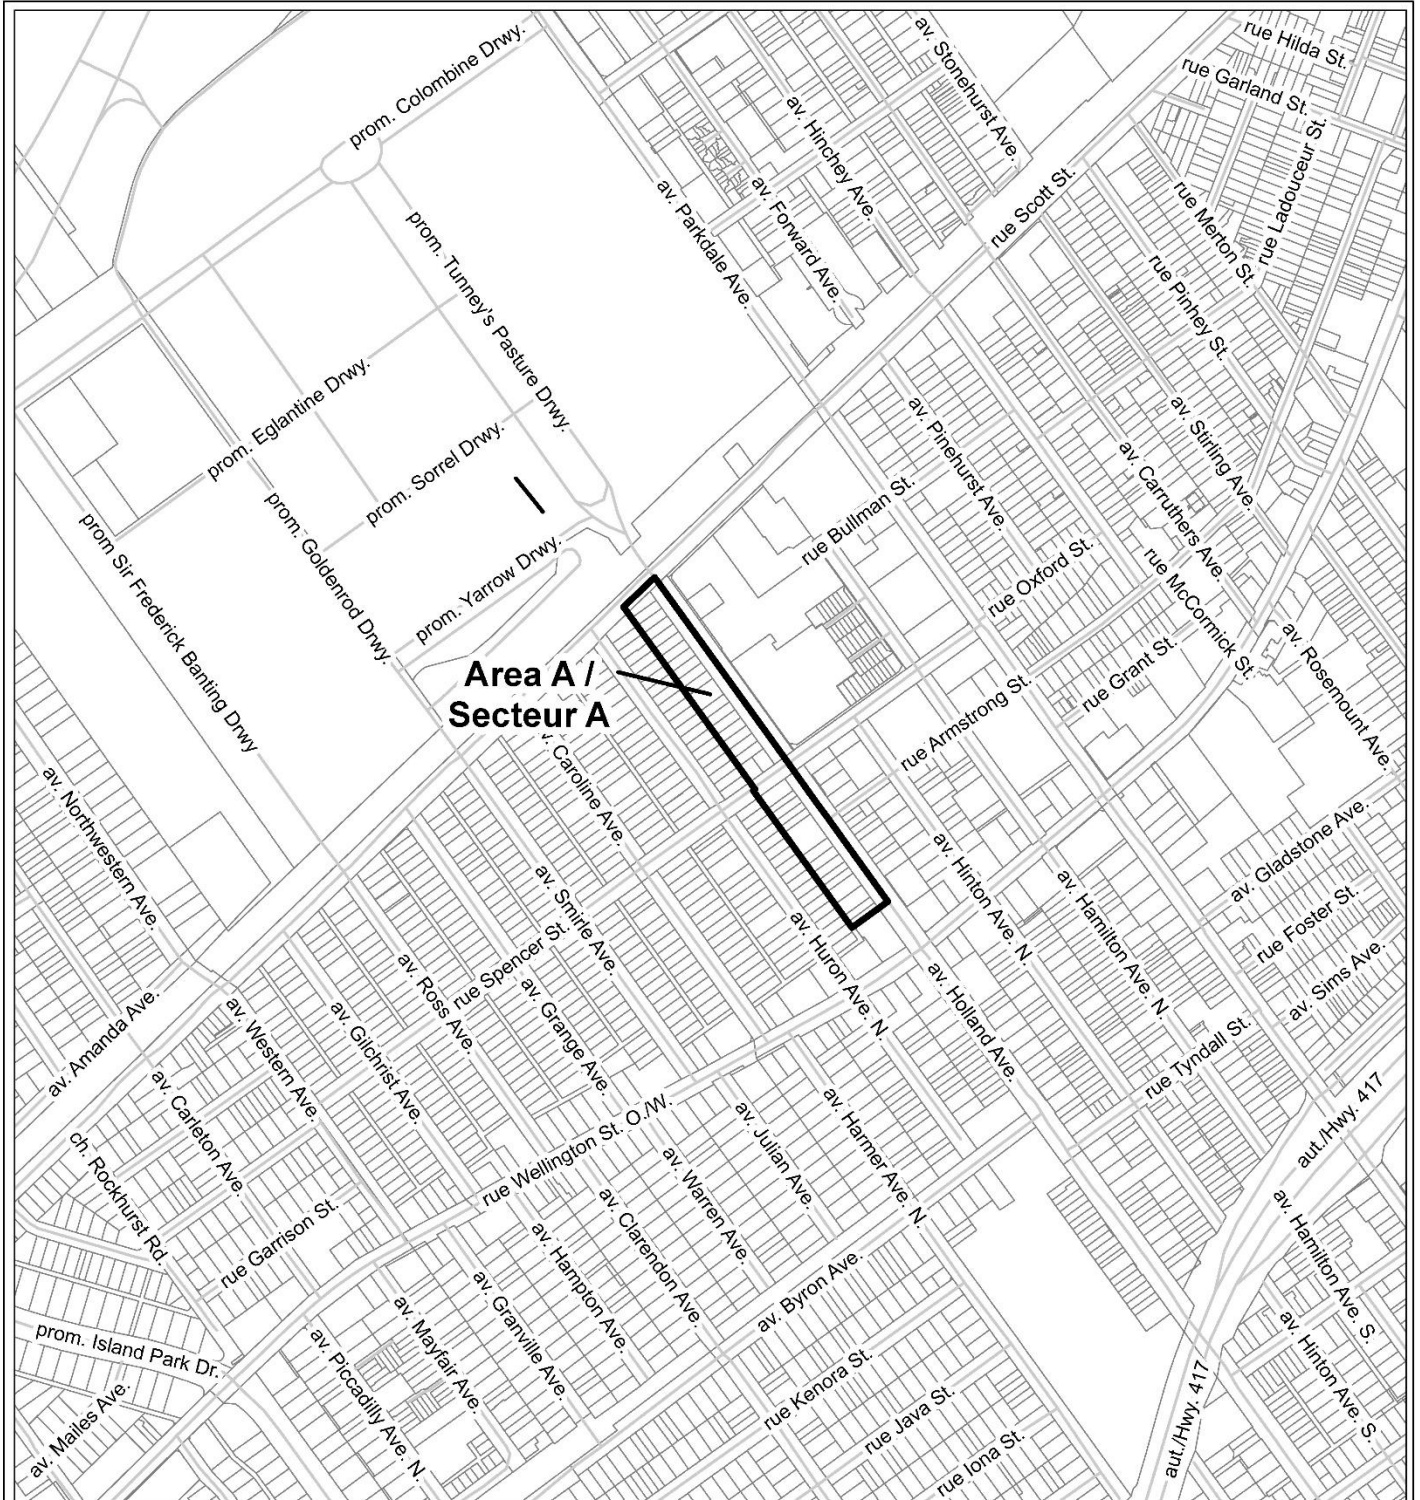 prom. Colombine Drwy.
av. Stonehurst Ave.
rue Hilda St.
rue Garland St.
av. Hinchey Ave.
rue Ladouceur St.
av. Parkdale Ave.
av. Forward Ave.
rue Scott St.
rue Merton St.
prom. Tunney's Pasture Drwy.
rue Pinhey St.
prom. Eglantine Drwy.
prom. Sorrel Drwy.
av. Pinehurst Ave.
av. Stirling Ave.
av. Carruthers Ave.
rue Bullman St.
prom. Goldenrod Drwy.
prom Sir Frederick Banting Drwy
prom. Yarrow Drwy.
rue Oxford St.
rue McCormick St.
rue Grant St.
av. Rosemount Ave.
Area A /
Secteur A
rue Armstrong St.
av. Caroline Ave.
av. Northwestern Ave.
av. Gladstone Ave.
av. Hinton Ave. N.
av. Hamilton Ave. N.
rue Foster St.
av. Smirle Ave.
av. Huron Ave. N.
av. Sims Ave.
rue Spencer St.
av. Ross Ave.
av. Grange Ave.
av. Holland Ave.
av. Amanda Ave.
av. Western Ave.
av. Gilchrist Ave.
rue Tyndall St.
av. Carleton Ave.
rue Wellington St. O./W.
av. Julian Ave.
av. Harmer Ave. N.
aut./Hwy. 417
ch. Rockhurst Rd.
av. Warren Ave.
av. Clarendon Ave.
rue Garrison St.
av. Hampton Ave.
av. Hamilton Ave. S.
av. Granville Ave.
av. Byron Ave.
av. Mayfair Ave.
av. Hinton Ave. S.
prom. Island Park Dr.
av. Piccadilly Ave. N.
rue Kenora St.
av. Mailes Ave.
rue Java St.
aut./Hwy. 417
rue Iona St.